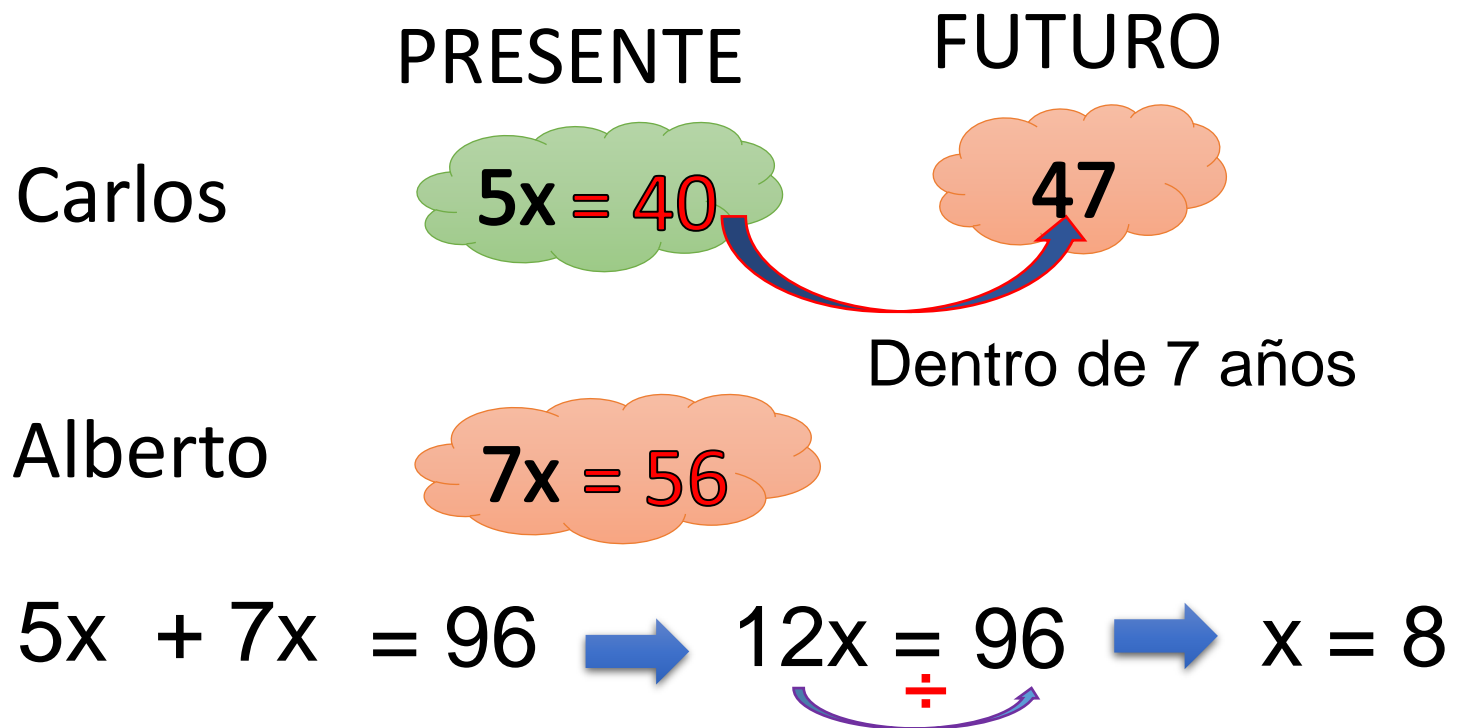 PRESENTE FUTURO
Carlos 5x = 40 47
Dentro de 7 años
Alberto 7x = 56
5x + 7x = 96 12x = 96 x = 8
÷